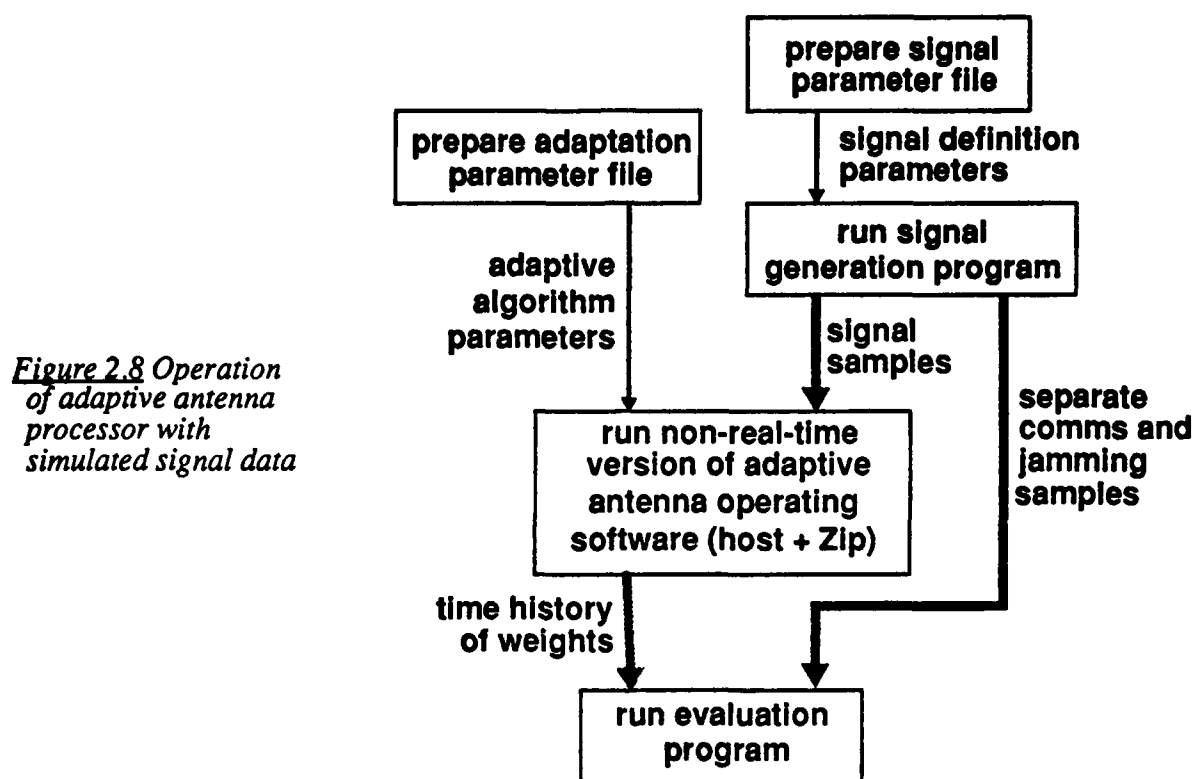 prepare signal
parameter file
prepare adaptation
parameter file
signal definition
parameters
run signal
generation program
adaptive
algorithm
parameters
signal
samples
Figure 2.8 Operation
of adaptive antenna
processor with
simulated signal data
separate
comms and
jamming
samples
run non-real-time
version of adaptive
antenna operating
software (host + Zip)
time history
of weights
run evaluation
program